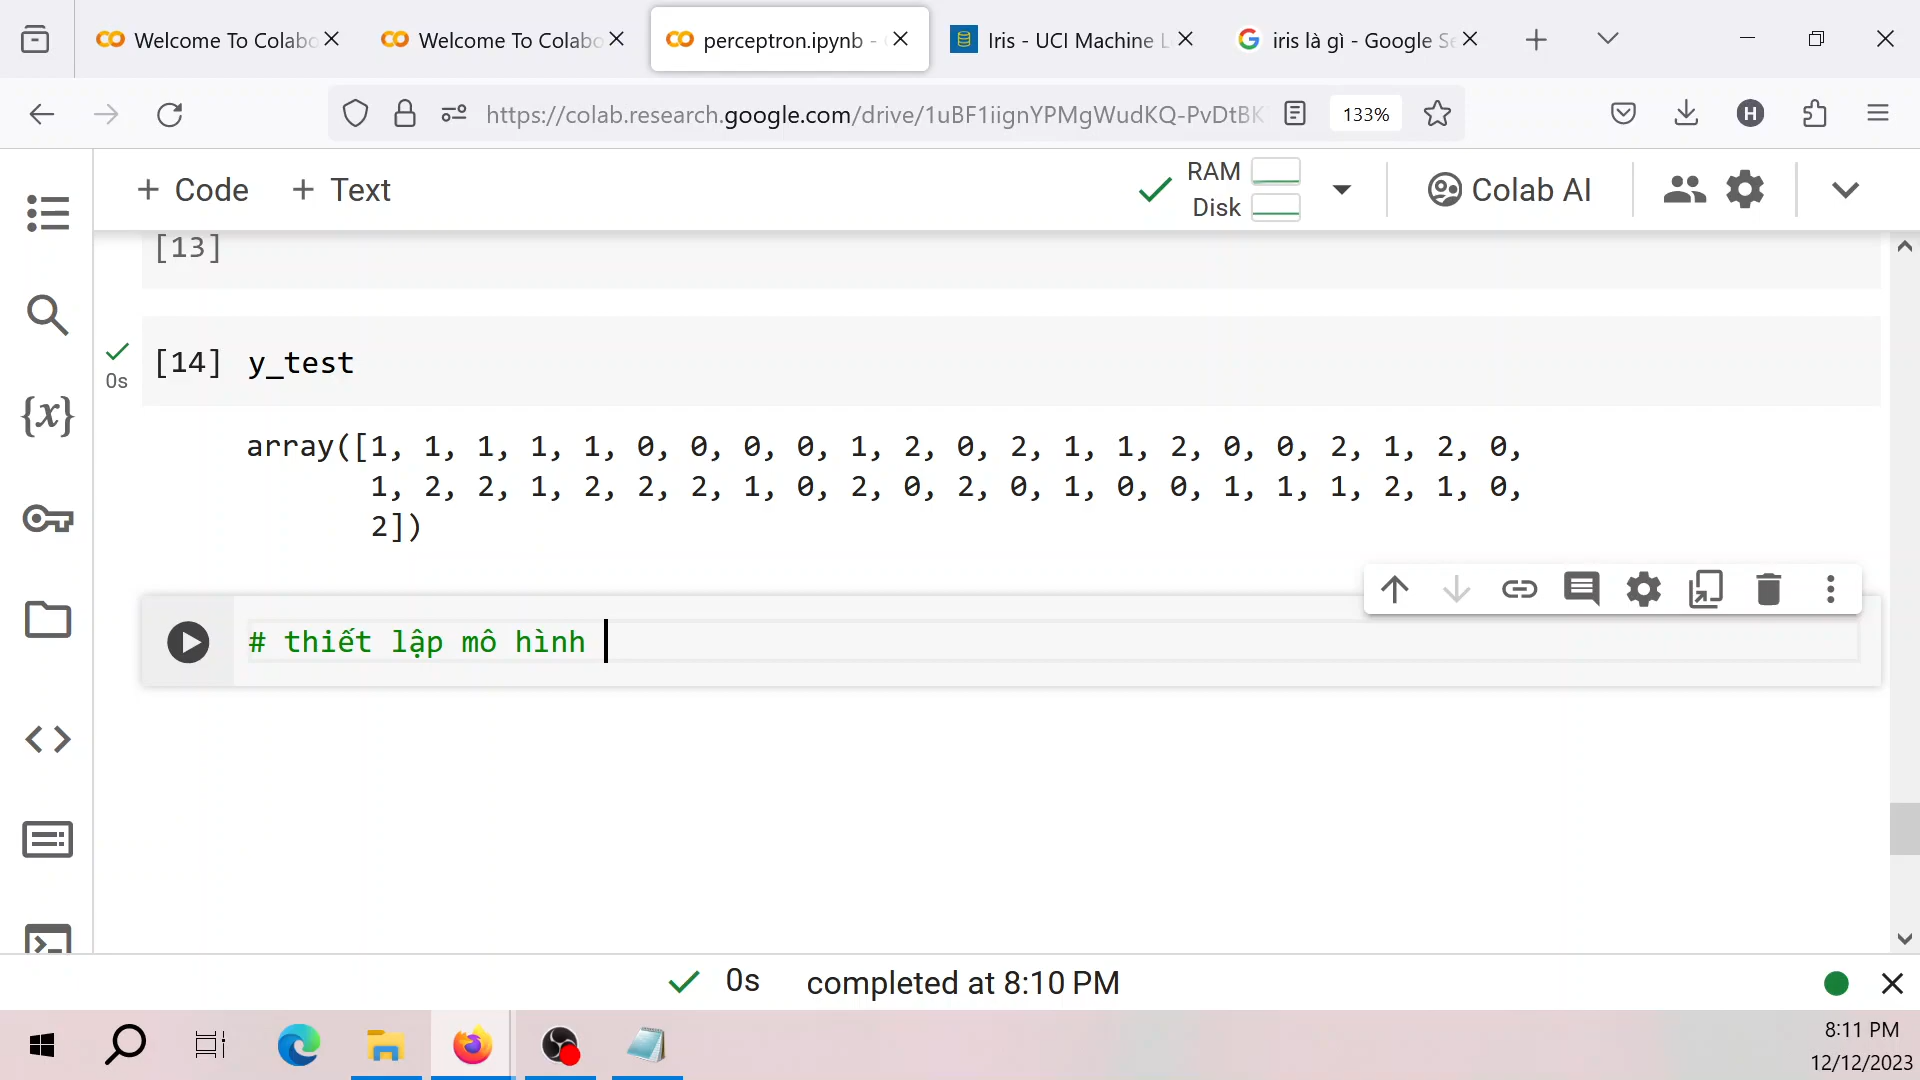 Welcome To Colabo
Welcome To Colabo
perceptron.ipynb -
Iris - UCI Machine L
iris là gì - Google Se
https://colab.research.google.com/drive/1uBF1iignYPMgWudKQ-PvDtBK
133%
H
+ Code + Text
RAM
Disk
Colab AI
[13]
{x}
0s
[14] y_test
array([1, 1, 1, 1, 1, 0, 0, 0, 0, 1, 2, 0, 2, 1, 1, 2, 0, 0, 2, 1, 2, 0,
1, 2, 2, 1, 2, 2, 2, 1, 0, 2, 0, 2, 0, 1, 0, 0, 1, 1, 1, 2, 1, 0,
2])
# thiết lập mô hình
0s completed at 8:10 PM
8:11 PM
12/12/2023